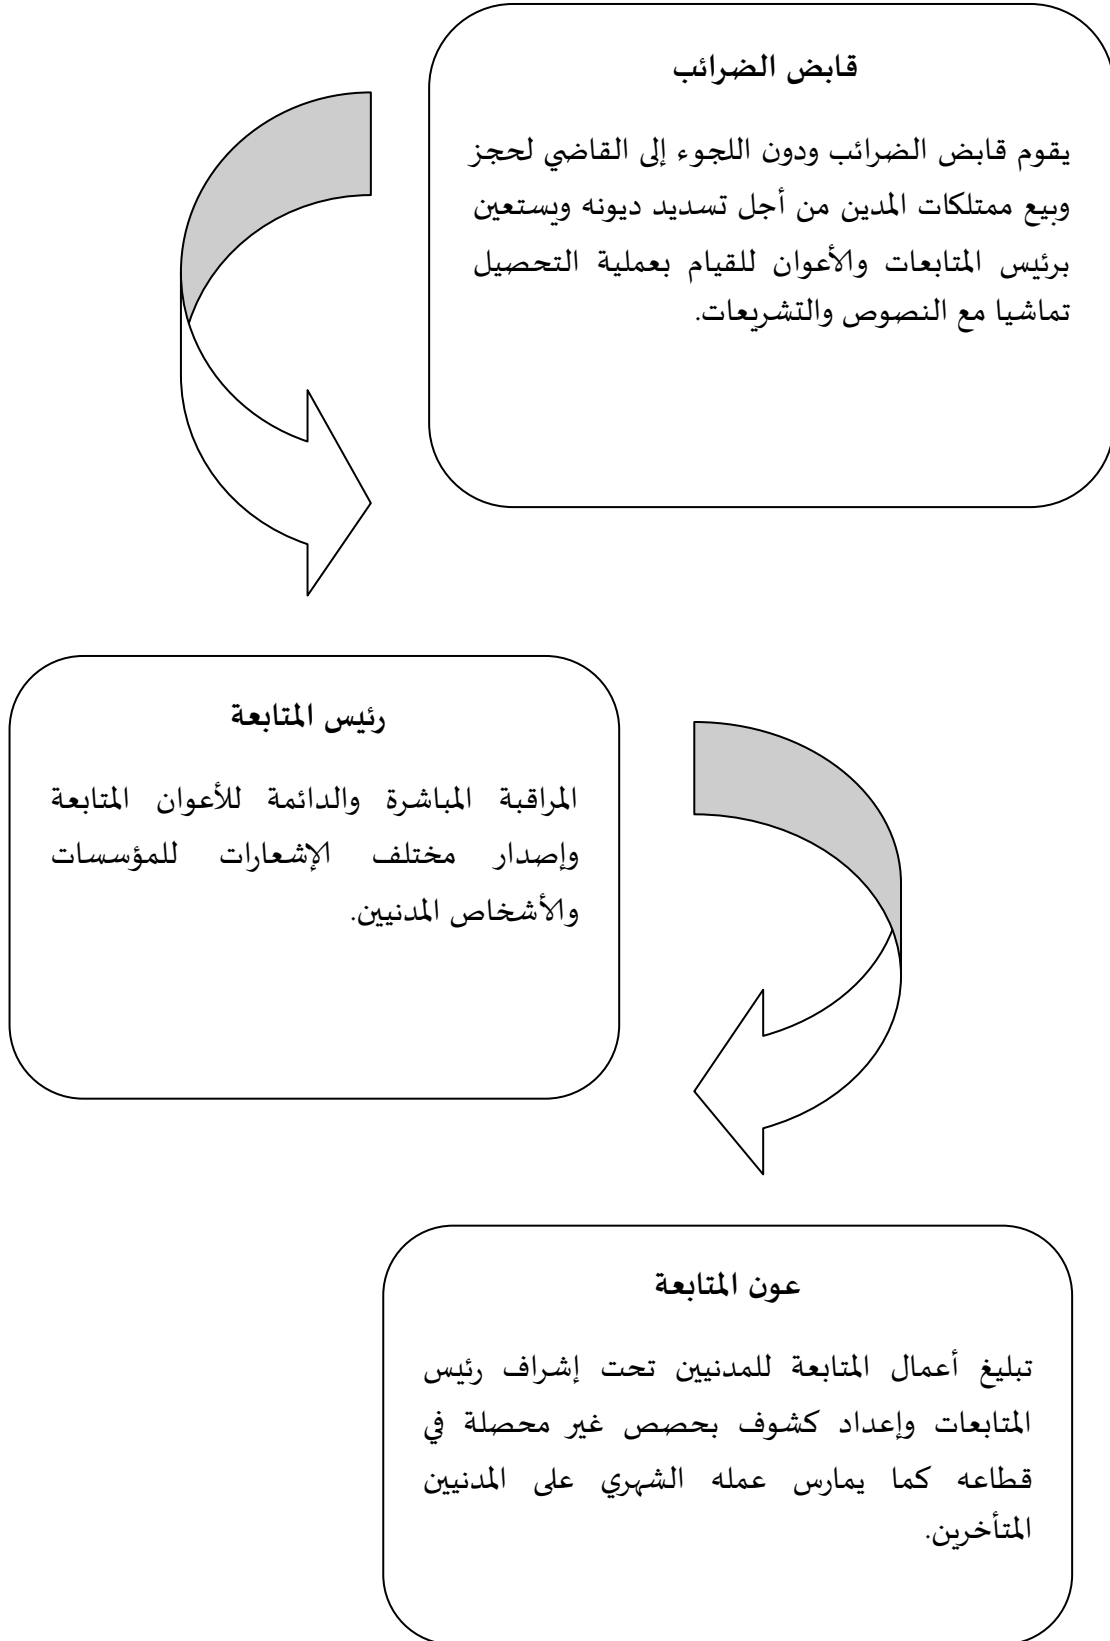 قابض الضرائب
يقوم قابض الضرائب ودون اللجوء إلى القاضي لحجز
وبيع ممتلكات المدين من أجل تسديد ديونه ويستعين
برئيس المتابعات والأعوان للقيام بعملية التحصيل
تماشيا مع النصوص والتشريعات.
رئيس المتابعة
المراقبة المباشرة والدائمة للأعوان المتابعة
وإصدار مختلف الإشعارات للمؤسسات
والأشخاص المدنيين.
عون المتابعة
تبليغ أعمال المتابعة للمدنيين تحت إشراف رئيس
المتابعات وإعداد كشوف بحصص غير محصلة في
قطاعه كما يمارس عمله الشهري على المدنيين
المتأخرين.